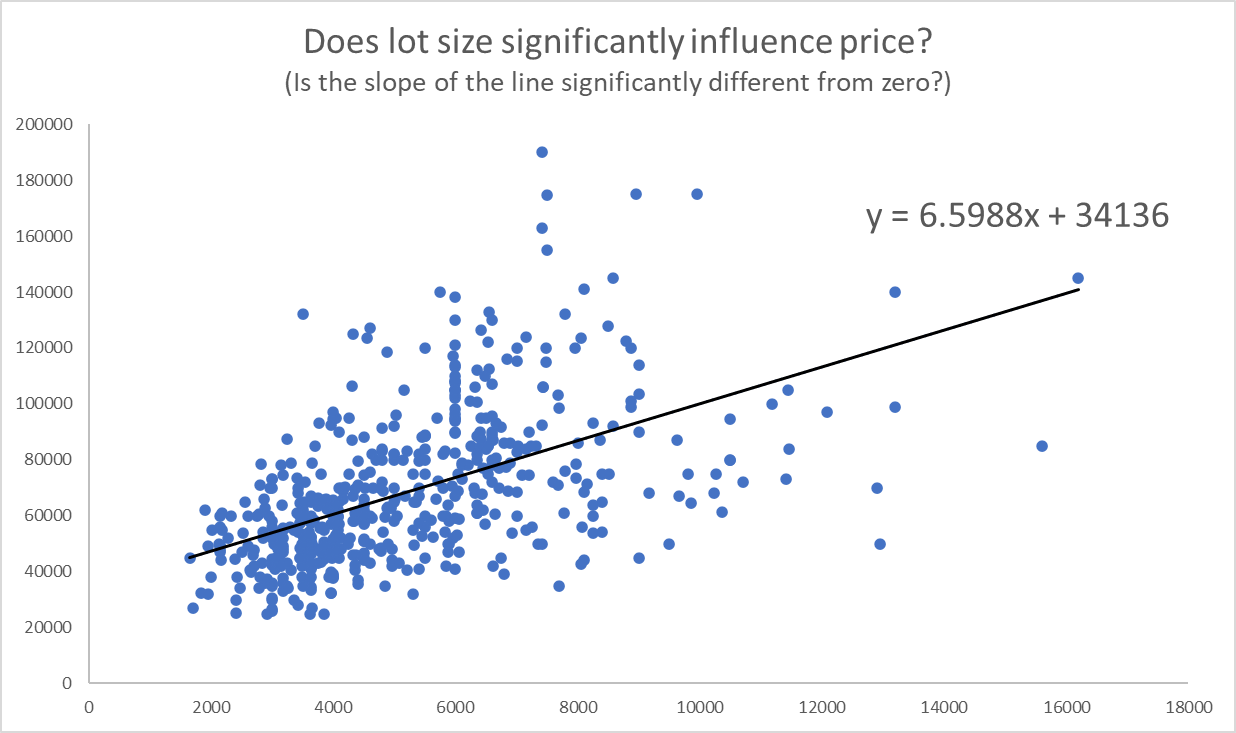 Does lot size significantly influence price?
(Is the slope of the line significantly different from zero?)
200000
180000
160000
140000
120000
100000
80000
60000
40000
20000
0
y = 6.5988x + 34136
0 2000 4000 6000 8000 10000 12000 14000 16000 18000